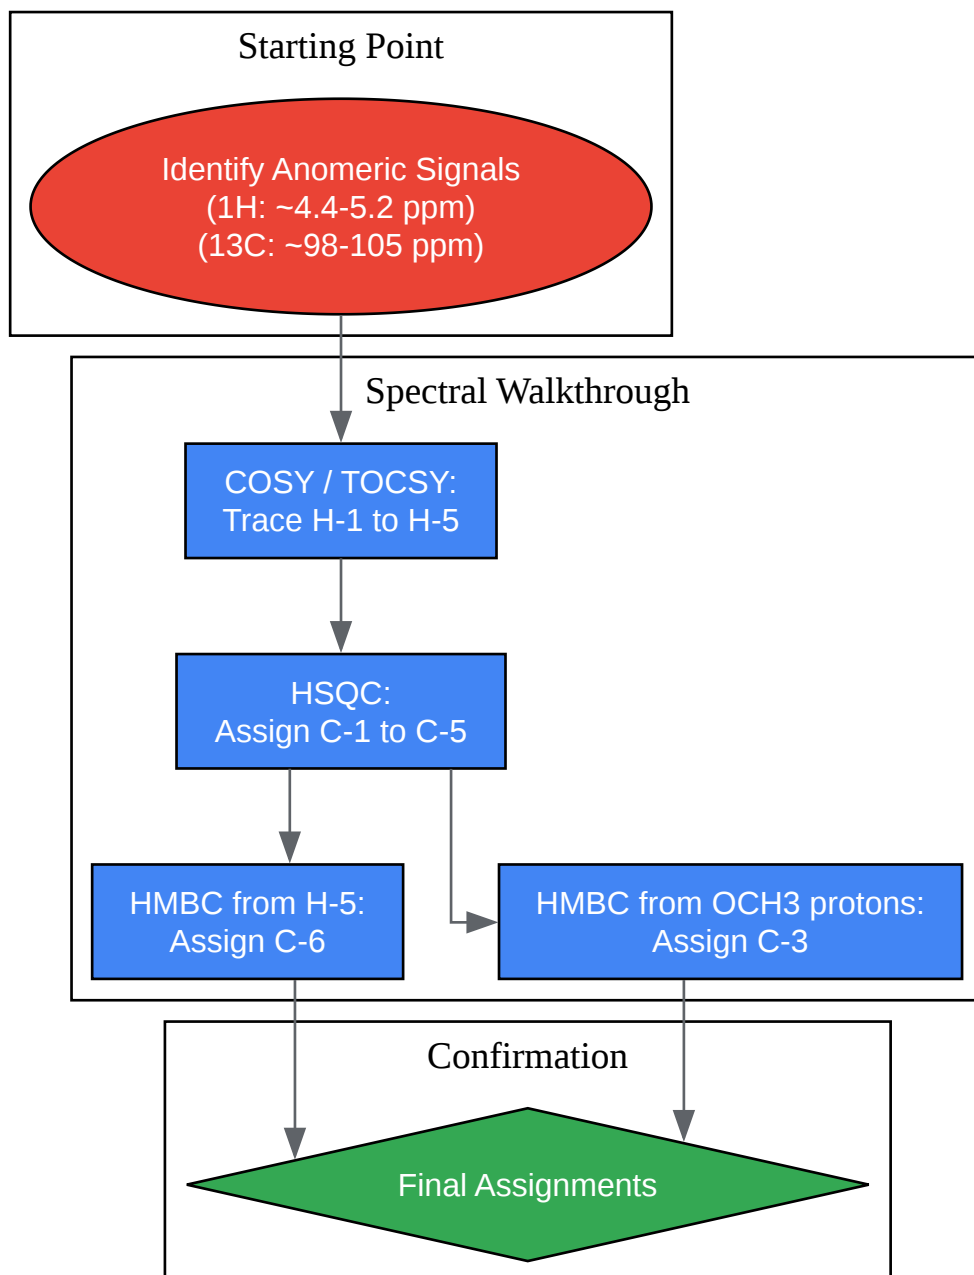 Starting Point
Identify Anomeric Signals
(1H: ~4.4-5.2 ppm)
(13C: ~98-105 ppm)
Spectral Walkthrough
COSY / TOCSY:
Trace H-1 to H-5
HSQC:
Assign C-1 to C-5
HMBC from H-5:
Assign C-6
HMBC from OCH3 protons:
Assign C-3
Confirmation
Final Assignments